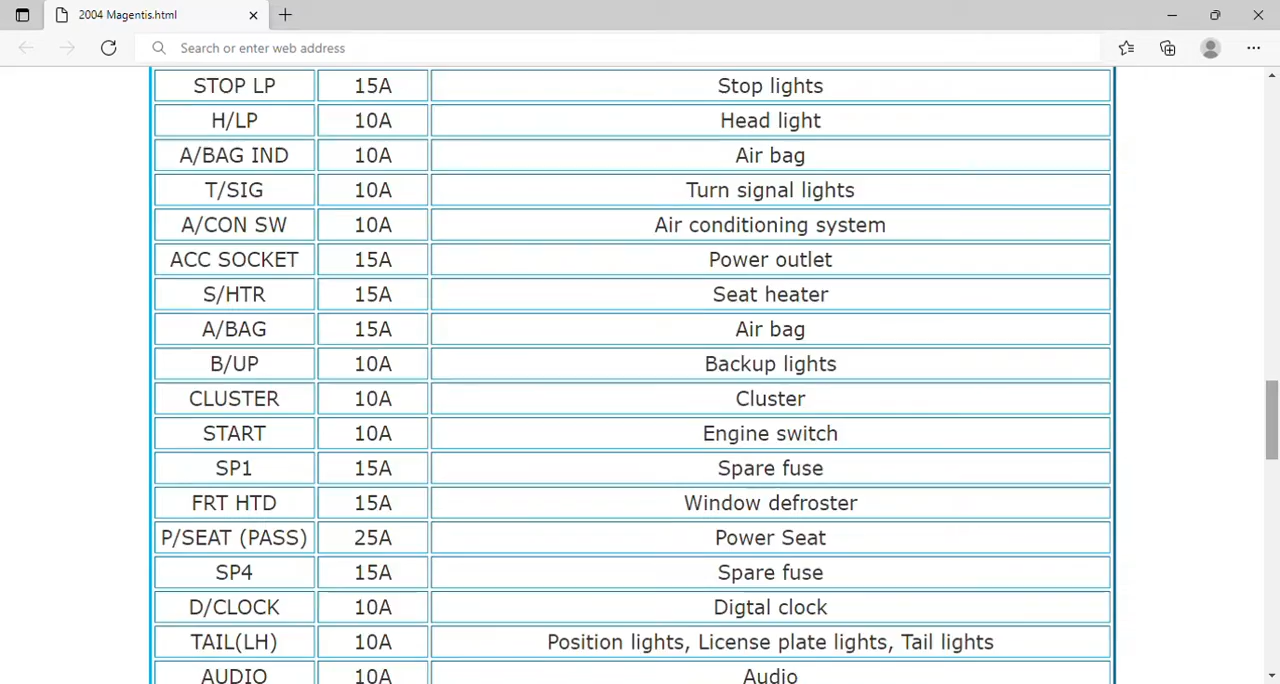 2004 Magentis.html
Search or enter web address
STOP LP 15A Stop lights
H/LP 10A Head light
A/BAG IND 10A Air bag
T/SIG 10A Turn signal lights
A/CON SW 10A Air conditioning system
ACC SOCKET 15A Power outlet
S/HTR 15A Seat heater
A/BAG 15A Air bag
B/UP 10A Backup lights
CLUSTER 10A Cluster
START 10A Engine switch
SP1 15A Spare fuse
FRT HTD 15A Window defroster
P/SEAT (PASS) 25A Power Seat
SP4 15A Spare fuse
D/CLOCK 10A Digtal clock
TAIL(LH) 10A Position lights, License plate lights, Tail lights
AUDIO 10A Audio